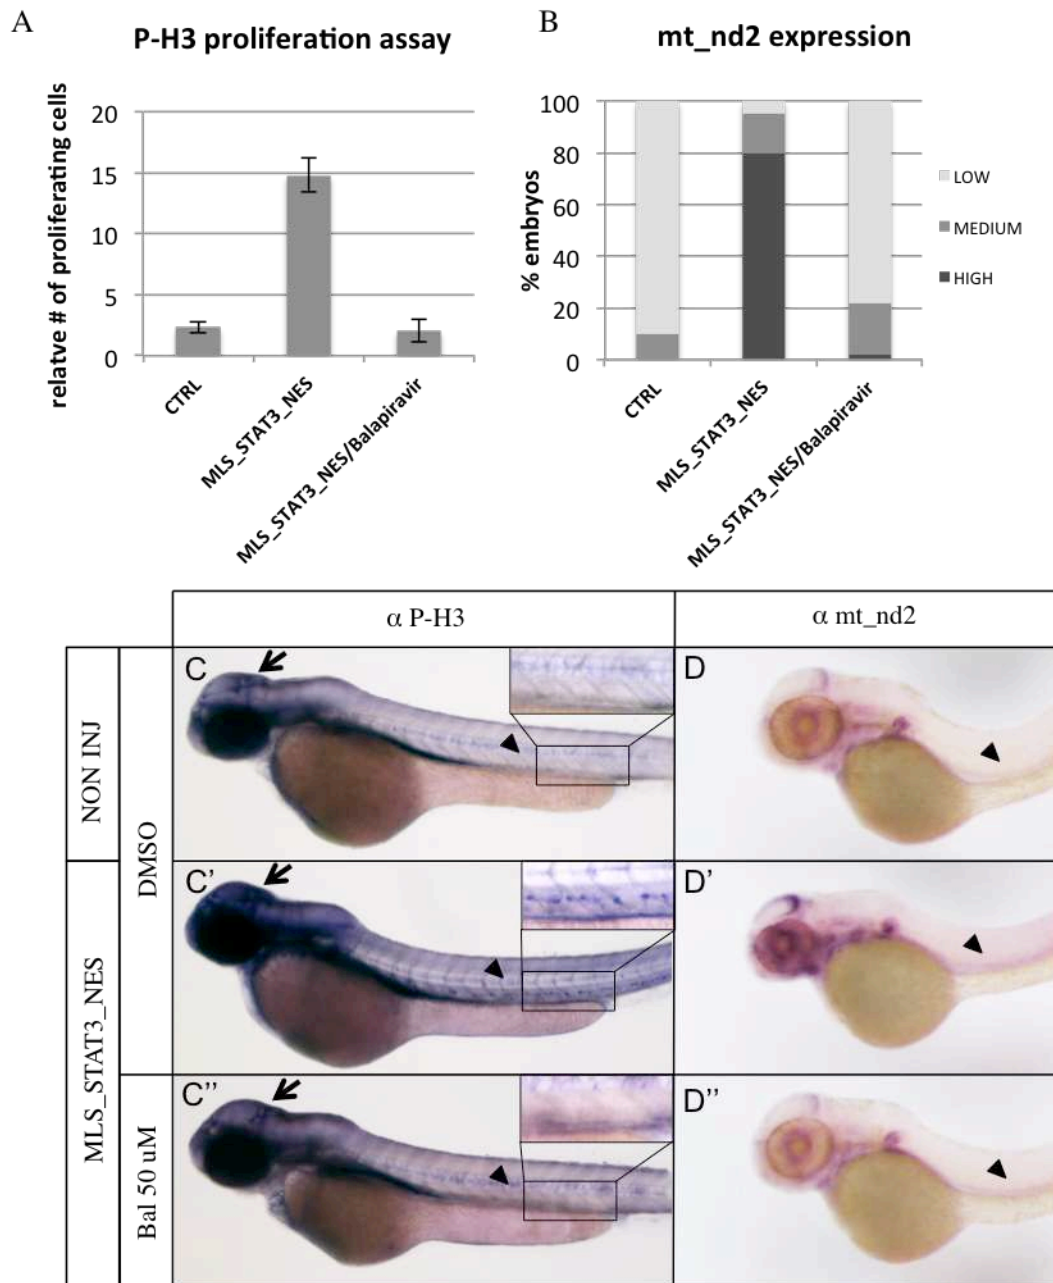 A
P-H3 proliferation assay
relatve # of proliferating cells
20
15
10
5
0
CTRL
MLS_STAT3_NES
MLS_STAT3_NES/Balapiravir
B
mt_nd2 expression
% embryos
100
80
60
40
20
0
CTRL
MLS_STAT3_NES
MLS_STAT3_NES/Balapiravir
LOW
MEDIUM
HIGH
α P-H3
α mt_nd2
NON INJ
DMSO
C
D
MLS_STAT3_NES
C'
D'
Bal 50 uM
C''
D''